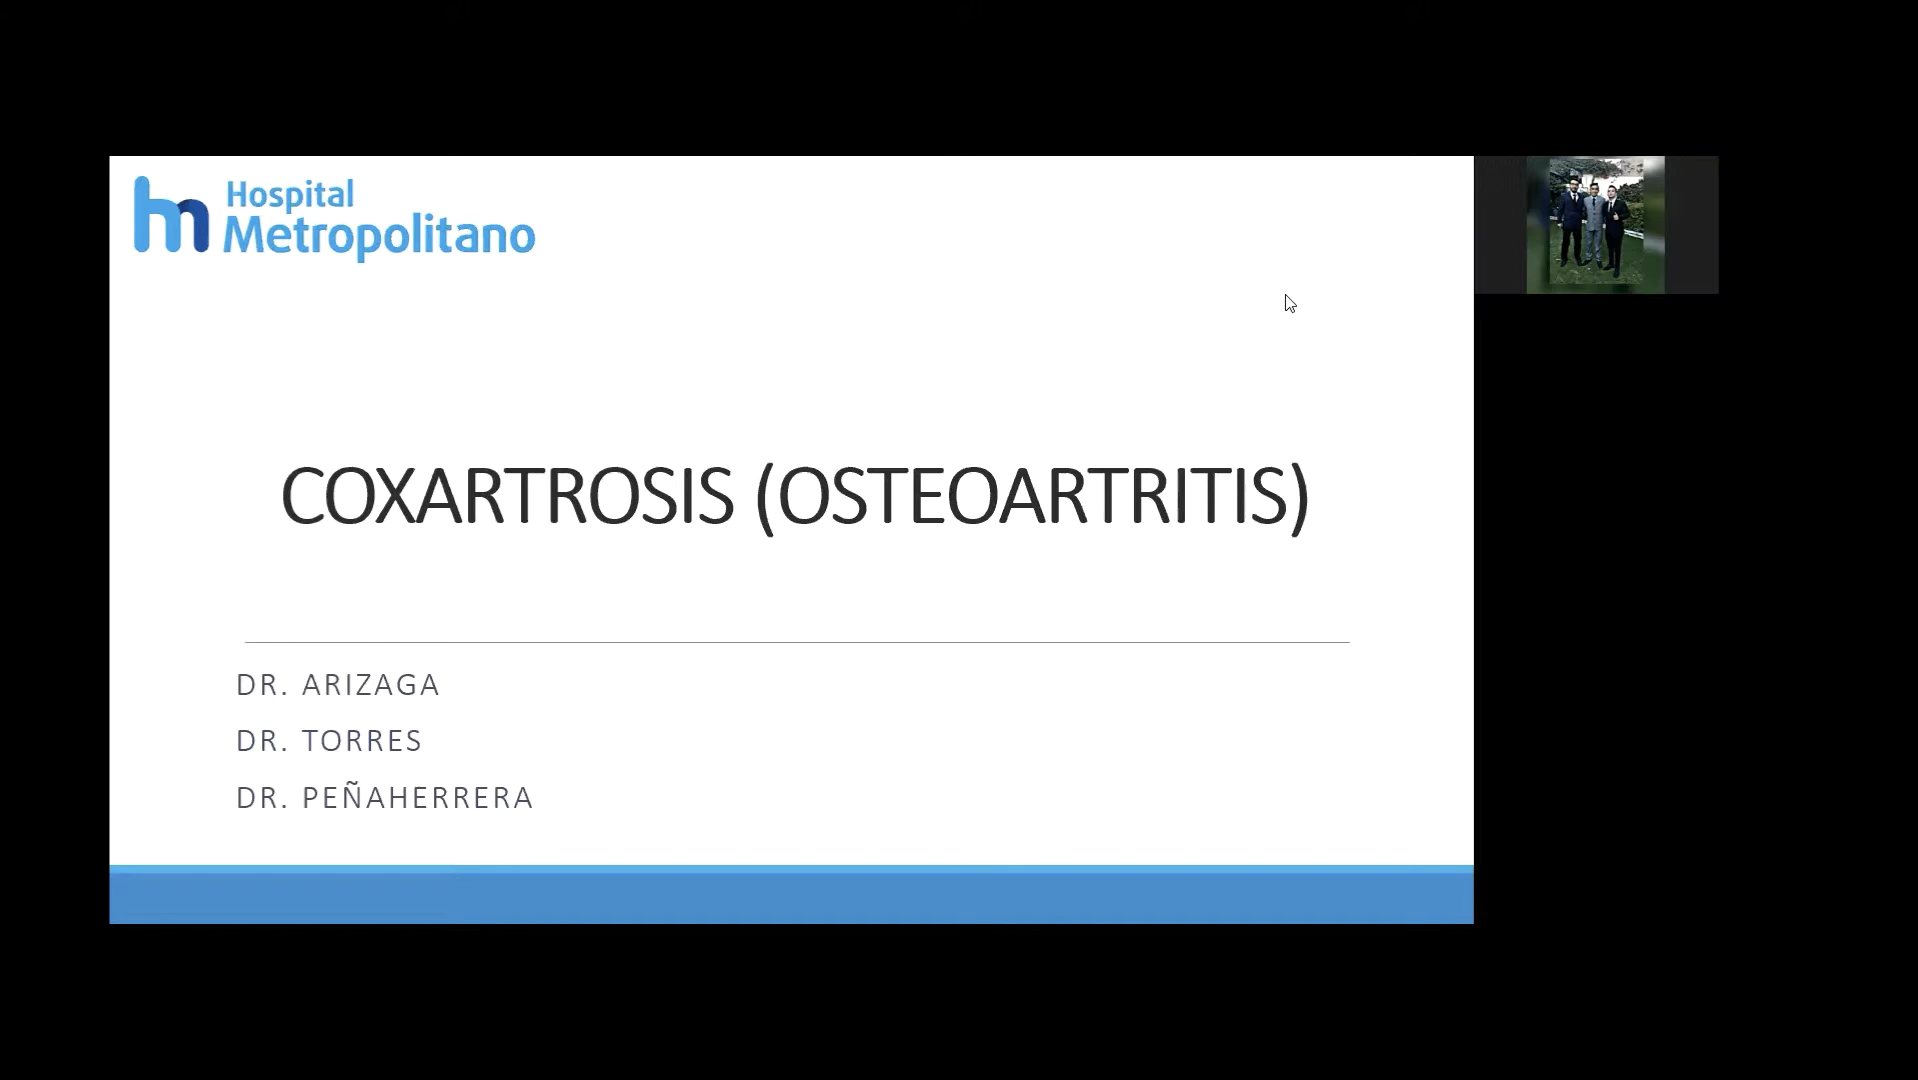 Hospital
Metropolitano
COXARTROSIS (OSTEOARTRITIS)
DR. ARIZAGA
DR. TORRES
DR. PEÑAHERRERA